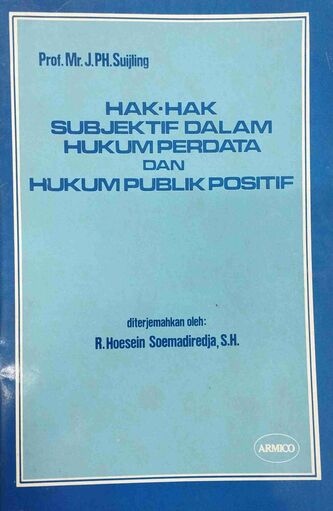 Prof. Mr. J.PH. Suijling
HAK-HAK
SUBJEKTIF DALAM
HUKUM PERDATA
DAN
HUKUM PUBLIK POSITIF
diterjemahkan oleh:
R. Hoesein Soemadiredja, S.H.
ARMICO